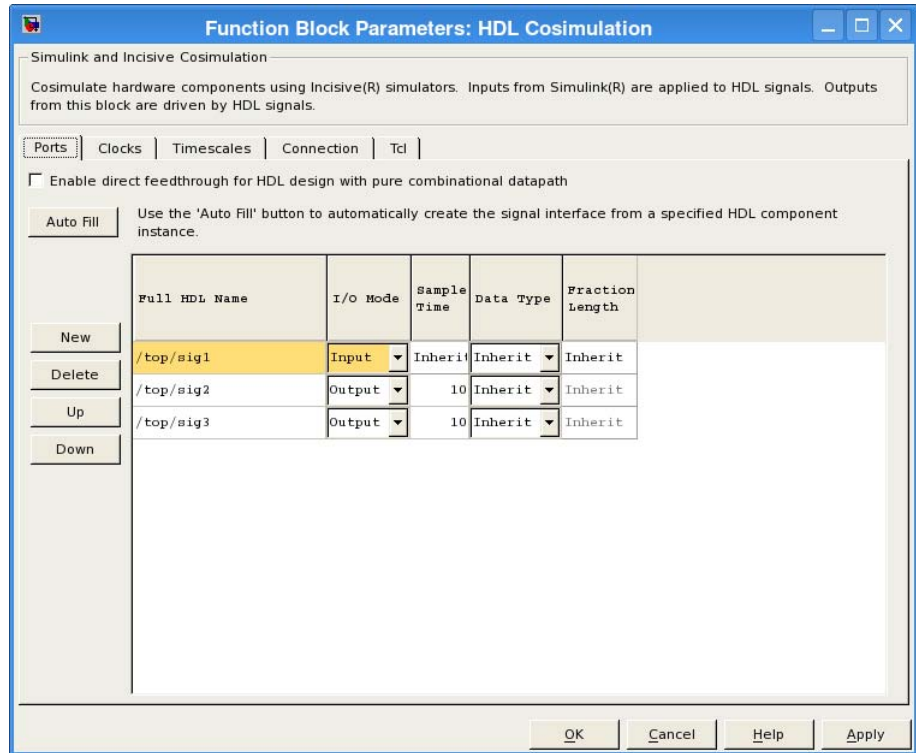 Function Block Parameters: HDL Cosimulation
Simulink and Incisive Cosimulation
Cosimulate hardware components using Incisive(R) simulators. Inputs from Simulink(R) are applied to HDL signals. Outputs
from this block are driven by HDL signals.
Ports Clocks Timescales Connection Tcl
Enable direct feedthrough for HDL design with pure combinational datapath
Auto Fill
Use the 'Auto Fill' button to automatically create the signal interface from a specified HDL component
instance.
Full HDL Name I/O Mode Sample Time Data Type Fraction Length
New
Delete
Up
Down
/top/sig1 Input Inherit Inherit Inherit
/top/sig2 Output 10 Inherit Inherit
/top/sig3 Output 10 Inherit Inherit
OK Cancel Help Apply